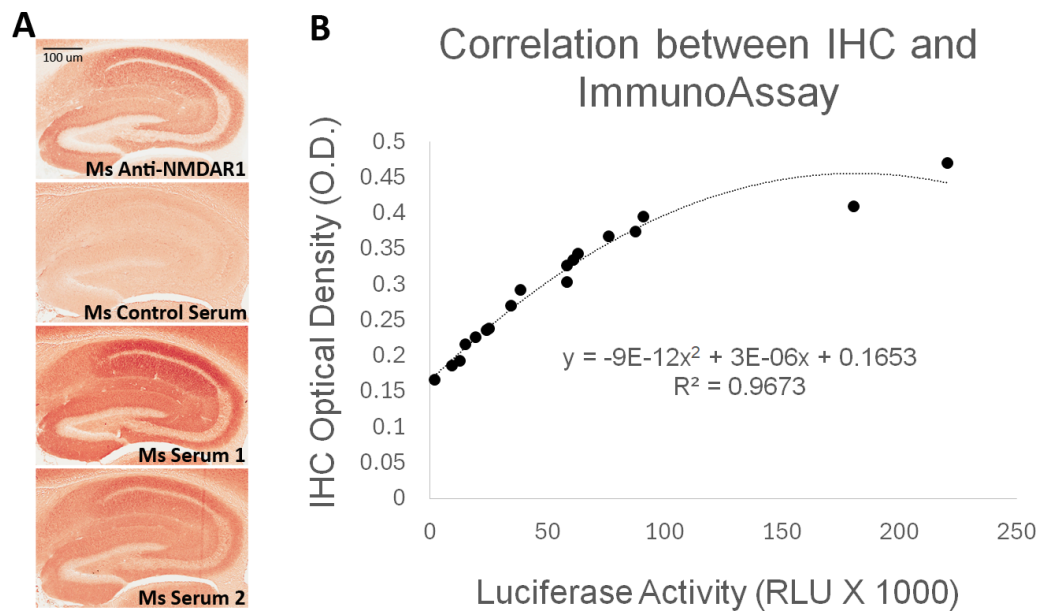 A
100 um
Ms Anti-NMDAR1
Ms Control Serum
Ms Serum 1
Ms Serum 2
B
Correlation between IHC and
ImmunoAssay
IHC Optical Density (O.D.)
0.5
0.45
0.4
0.35
0.3
0.25
0.2
0.15
0.1
0.05
0
y = -9E-12x² + 3E-06x + 0.1653
R² = 0.9673
0 50 100 150 200 250
Luciferase Activity (RLU X 1000)